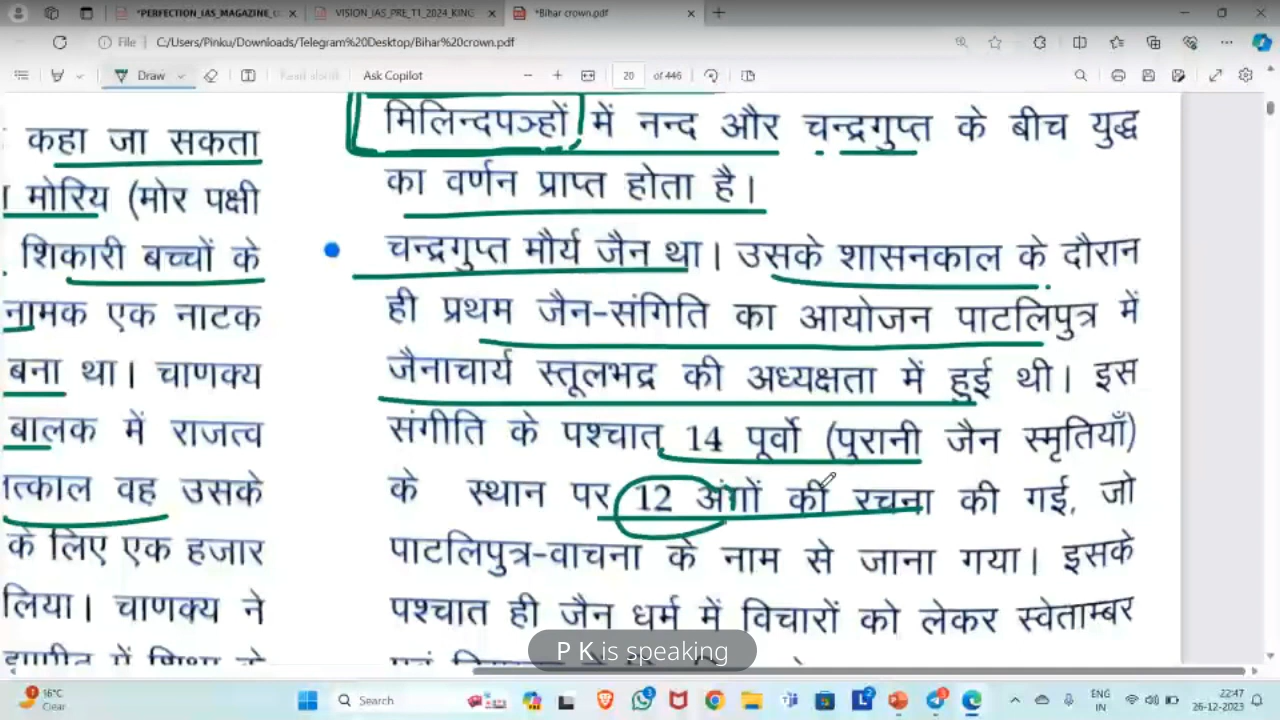 *PERFECTION_IAS_MAGAZINE_
VISION_IAS_PRE_T1_2024_KING
*Bihar crown.pdf
File C:/Users/Pinku/Downloads/Telegram%20Desktop/Bihar%20crown.pdf
Draw Read aloud Ask Copilot 20 of 446
कहा जा सकता
मोरिय (मोर पक्षी
शिकारी बच्चों के
नामक एक नाटक
बना था। चाणक्य
बालक में राजत्व
त्काल वह उसके
के लिए एक हजार
लिया। चाणक्य ने
मिलिन्दपञ्हों में नन्द और चन्द्रगुप्त के बीच युद्ध
का वर्णन प्राप्त होता है।
• चन्द्रगुप्त मौर्य जैन था। उसके शासनकाल के दौरान
ही प्रथम जैन-संगिति का आयोजन पाटलिपुत्र में
जैनाचार्य स्तूलभद्र की अध्यक्षता में हुई थी। इस
संगीति के पश्चात् 14 पूर्वो (पुरानी जैन स्मृतियाँ)
के स्थान पर 12 अंगों की रचना की गई, जो
पाटलिपुत्र-वाचना के नाम से जाना गया। इसके
पश्चात ही जैन धर्म में विचारों को लेकर स्वेताम्बर
P K is speaking
16°C
Clear
Search
ENG
IN
22:47
26-12-2023